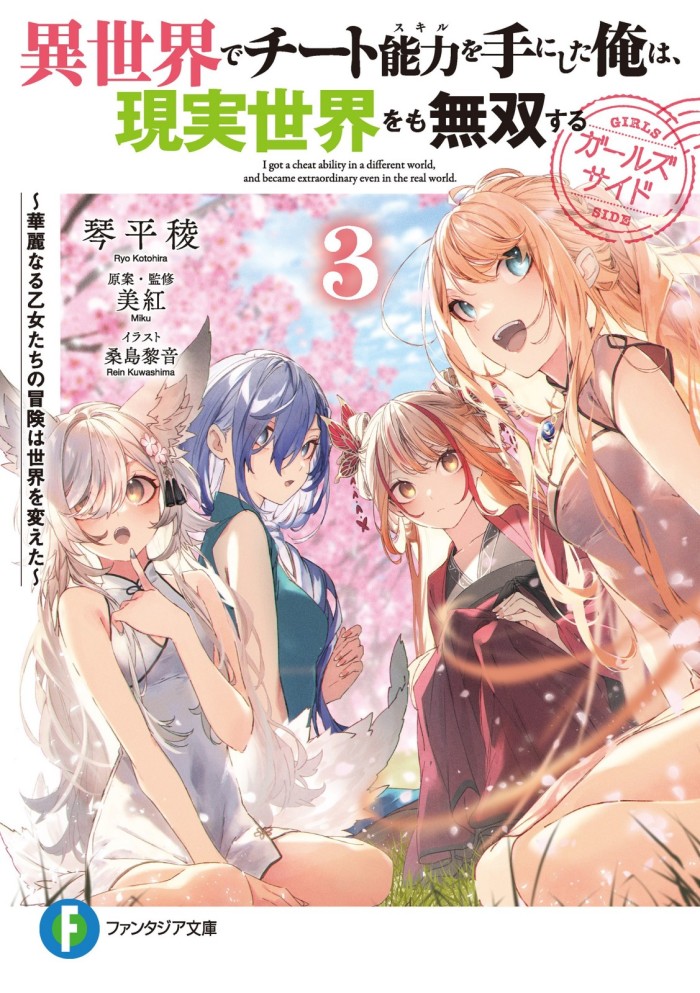 異世界でチート能力を手にした俺は、
スキル
現実世界をも無双する
GIRLS
ガールズ
サイド
SIDE
I got a cheat ability in a different world,
and became extraordinary even in the real world.
～華麗なる乙女たちの冒険は世界を変えた～
琴平稜
Ryo Kotohira
原案・監修
美紅
Miku
イラスト
桑島黎音
Rein Kuwashima
3
F
ファンタジア文庫